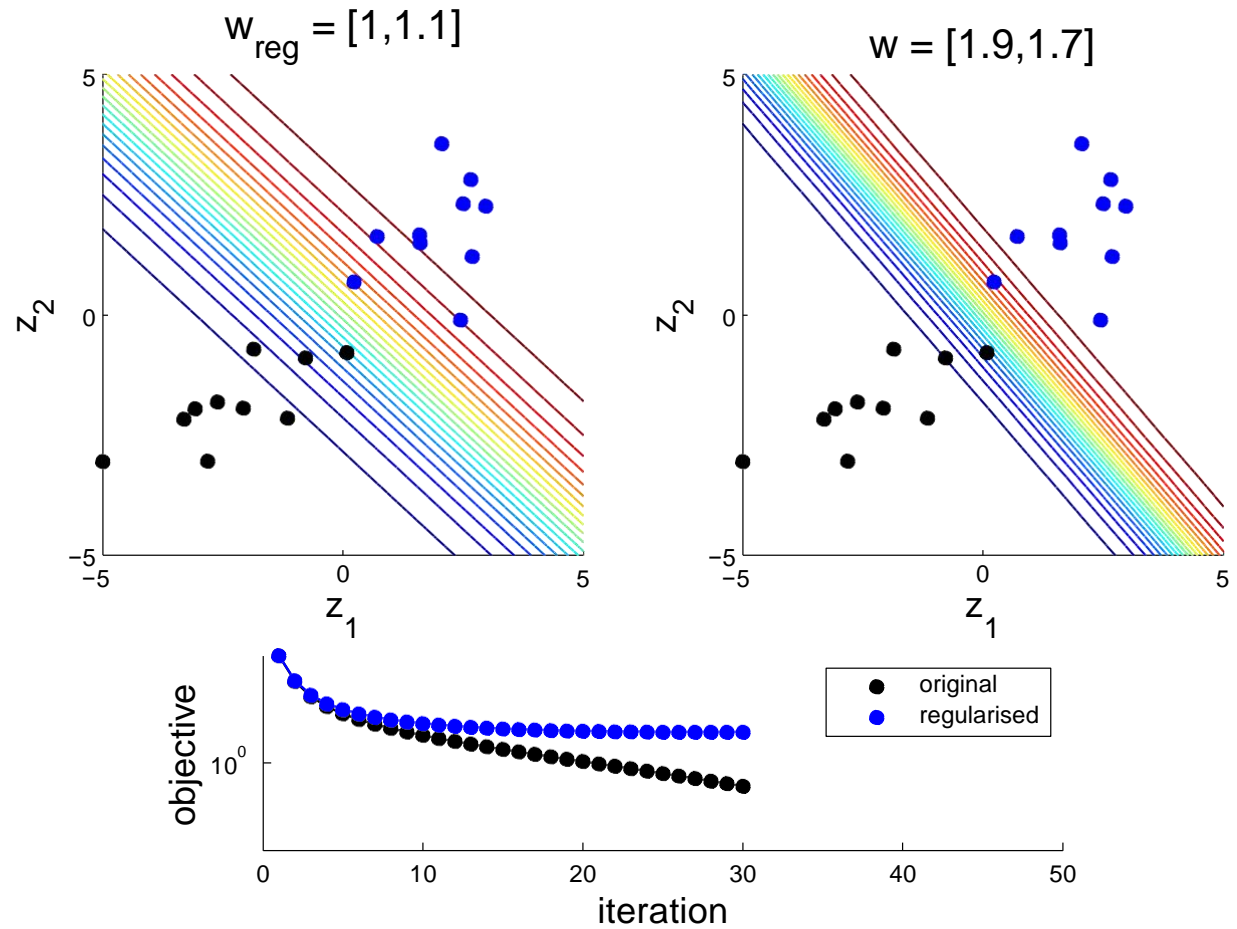 w_reg = [1,1.1]
w = [1.9,1.7]
5
0
−5
z_2
−5 0 5
z_1
5
0
−5
z_2
−5 0 5
z_1
objective
10^0
0 10 20 30 40 50
iteration
original
regularised